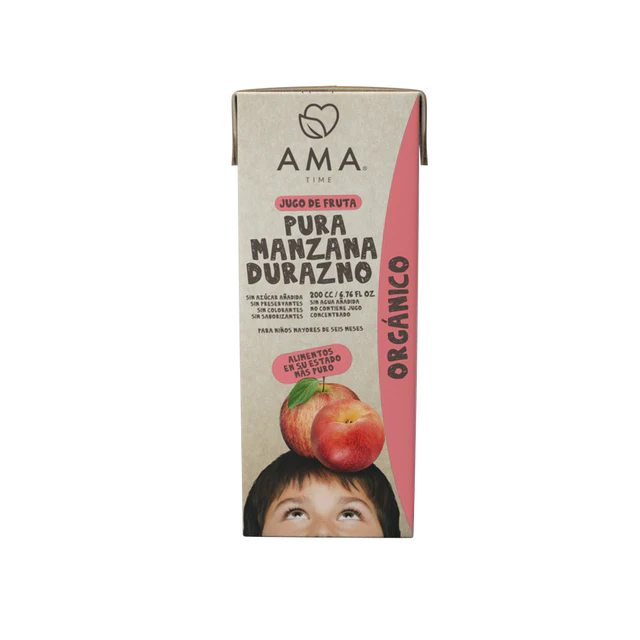 AMA®
TIME
JUGO DE FRUTA
PURA
MANZANA
DURAZNO
SIN AZÚCAR AÑADIDA
SIN PRESERVANTES
SIN COLORANTES
SIN SABORIZANTES
200 CC / 6.76 FL OZ
SIN AGUA AÑADIDA
NO CONTIENE JUGO
CONCENTRADO
PARA NIÑOS MAYORES DE SEIS MESES
ALIMENTOS
EN SU ESTADO
MÁS PURO
ORGÁNICO